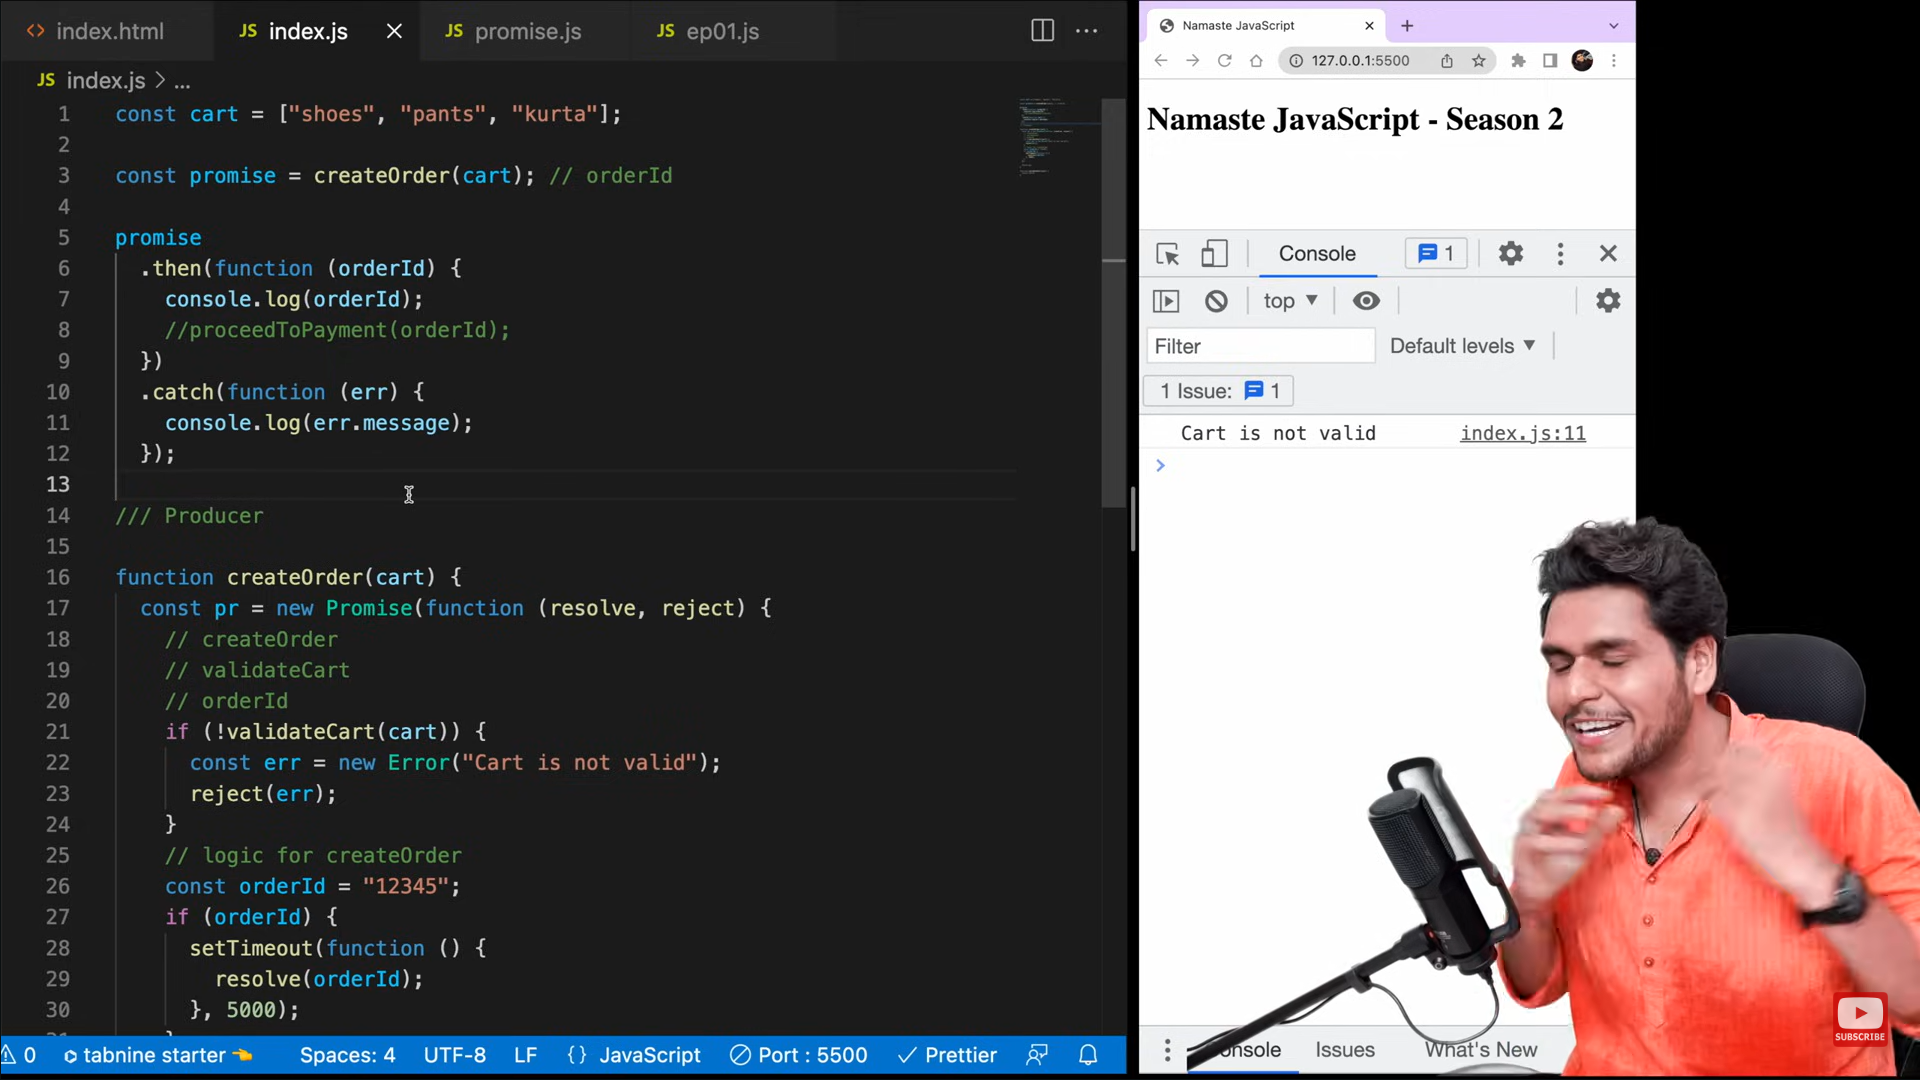 index.html
JS index.js
JS promise.js
JS ep01.js
JS index.js > ...
1 const cart = ["shoes", "pants", "kurta"];
2
3 const promise = createOrder(cart); // orderId
4
5 promise
6 .then(function (orderId) {
7 console.log(orderId);
8 //proceedToPayment(orderId);
9 })
10 .catch(function (err) {
11 console.log(err.message);
12 });
13
14 /// Producer
15
16 function createOrder(cart) {
17 const pr = new Promise(function (resolve, reject) {
18 // createOrder
19 // validateCart
20 // orderId
21 if (!validateCart(cart)) {
22 const err = new Error("Cart is not valid");
23 reject(err);
24 }
25 // logic for createOrder
26 const orderId = "12345";
27 if (orderId) {
28 setTimeout(function () {
29 resolve(orderId);
30 }, 5000);
0 tabnine starter Spaces: 4 UTF-8 LF {} JavaScript Port : 5500 Prettier
Namaste JavaScript
127.0.0.1:5500
Namaste JavaScript - Season 2
Console
1
top
Filter
Default levels
1 Issue: 1
Cart is not valid index.js:11
>
Issues
What's New
SUBSCRIBE